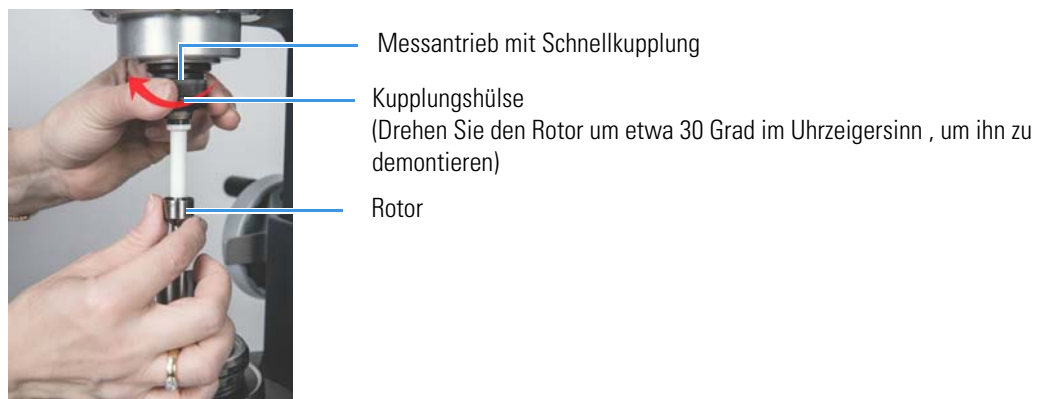 Messantrieb mit Schnellkupplung
Kupplungshülse
(Drehen Sie den Rotor um etwa 30 Grad im Uhrzeigersinn , um ihn zu
demontieren)
Rotor